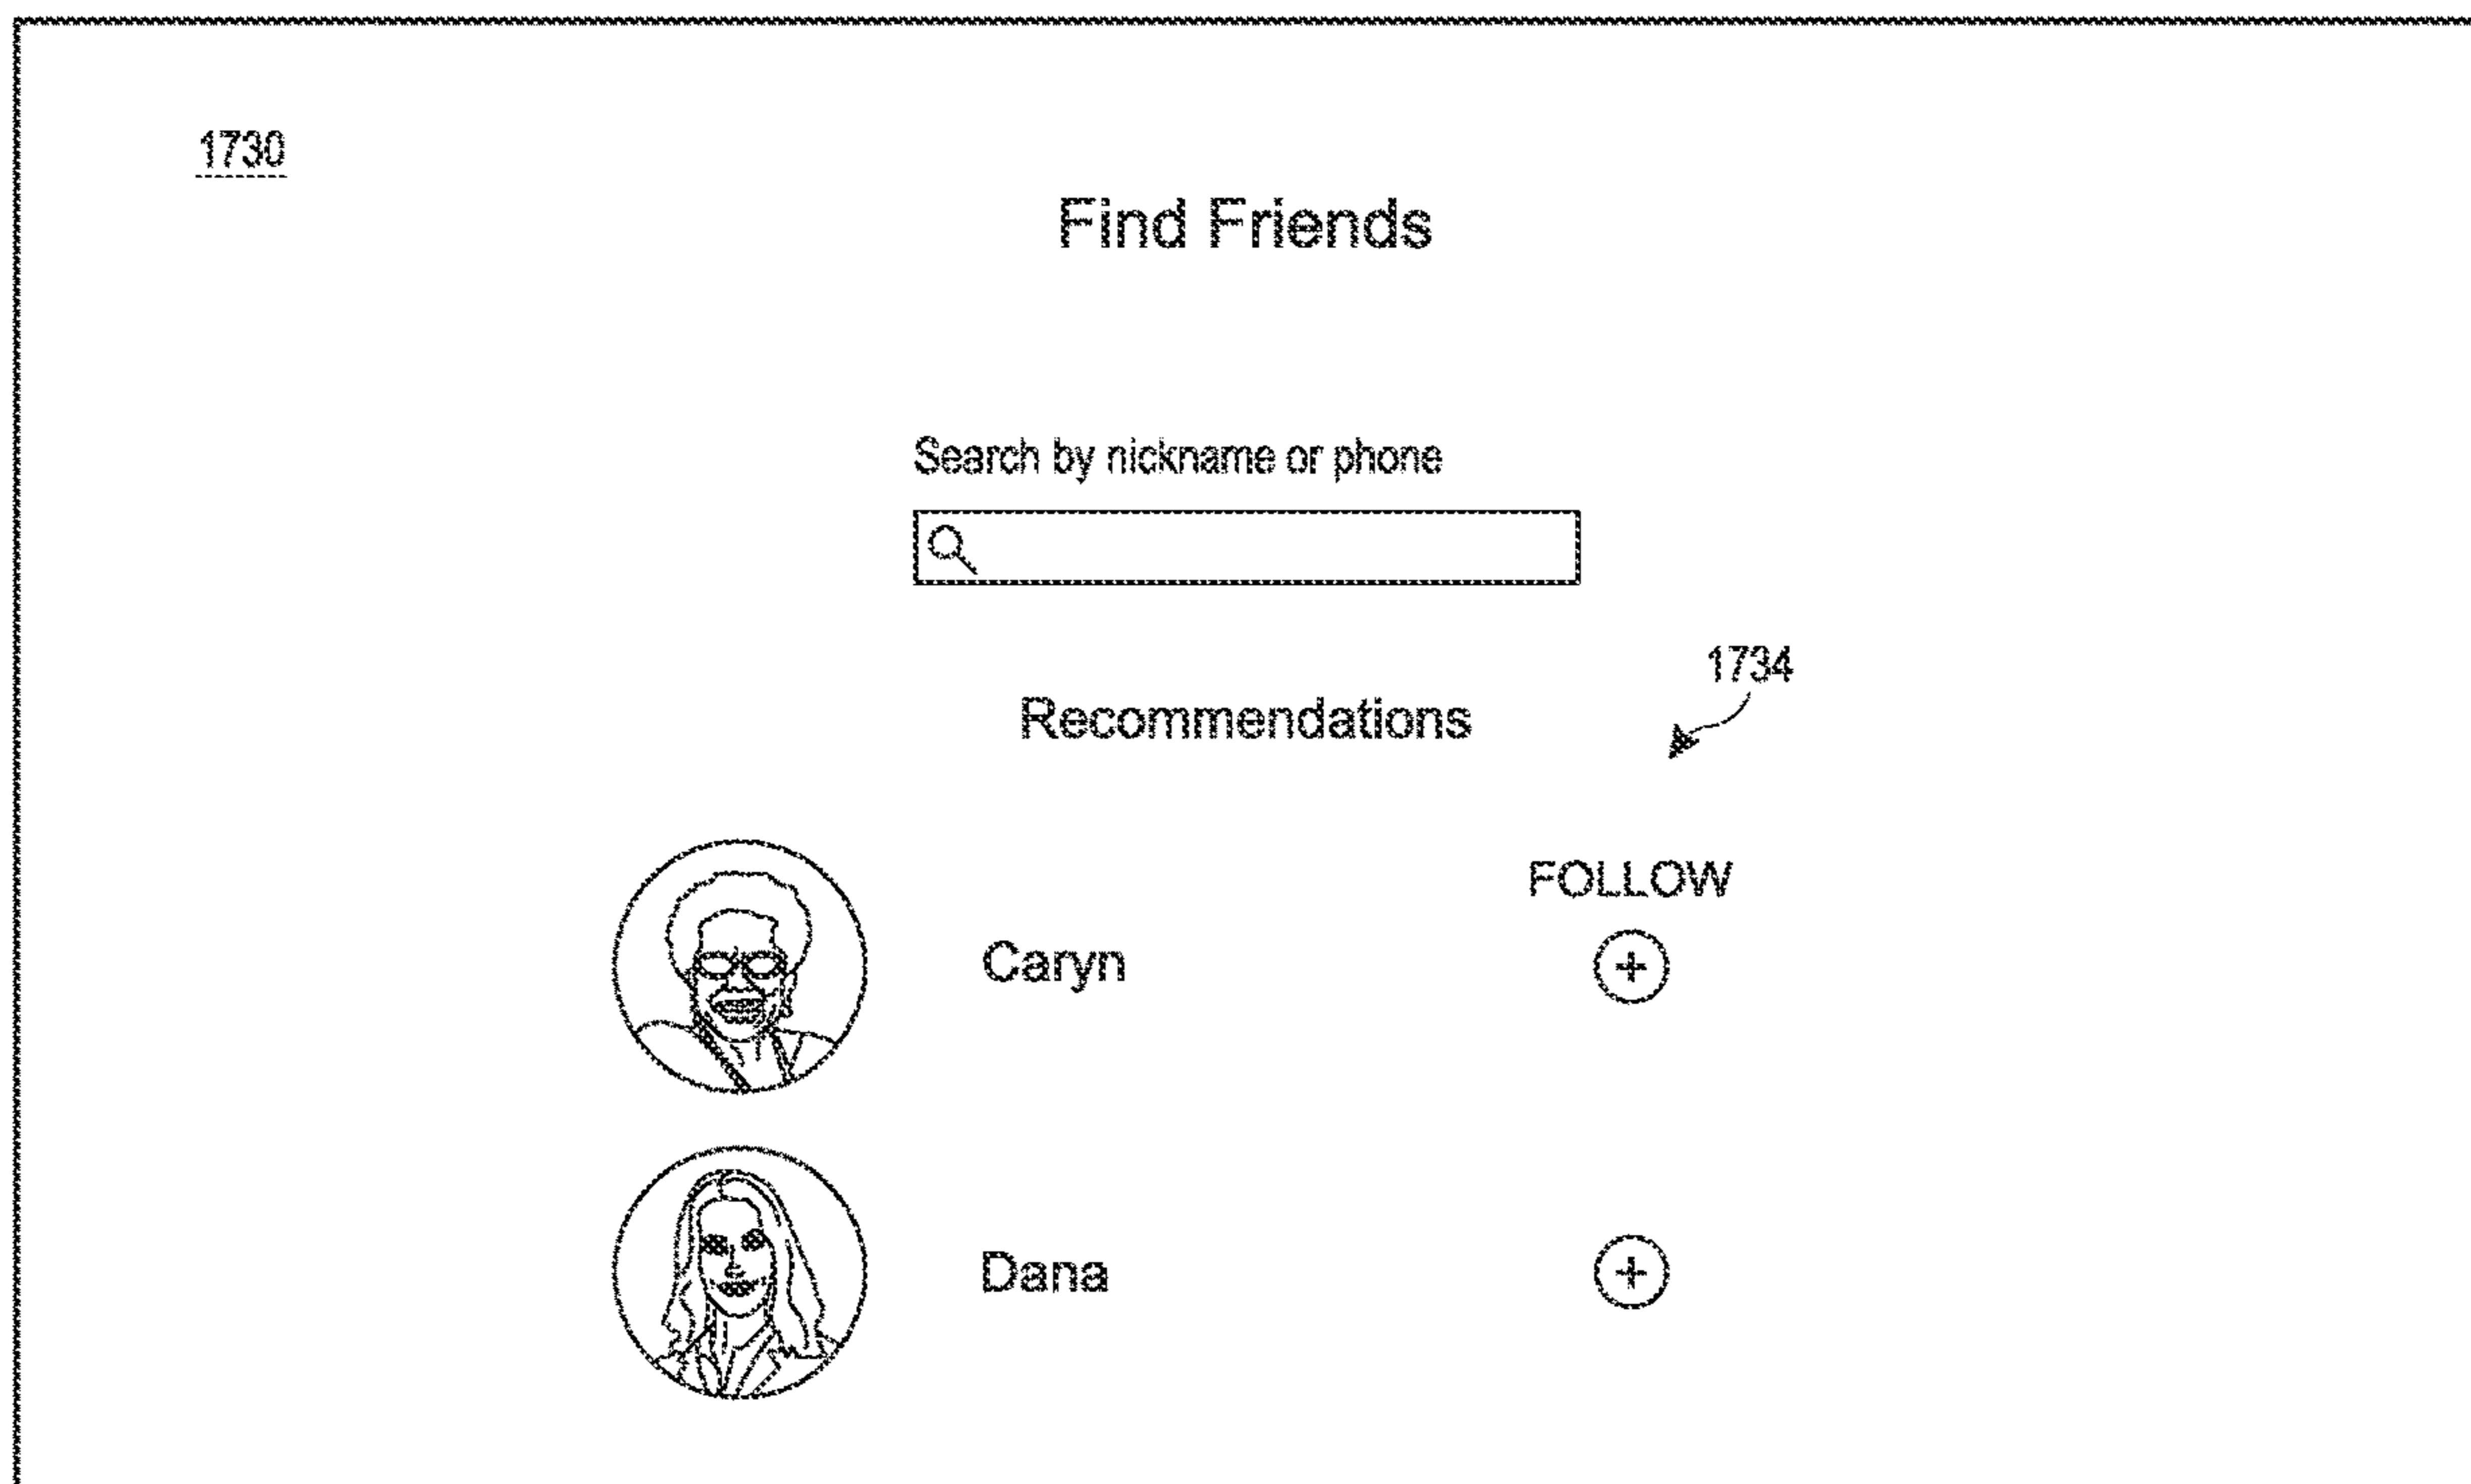 1730
Find Friends
Search by nickname or phone
1734
Recommendations
FOLLOW
Caryn
Dana